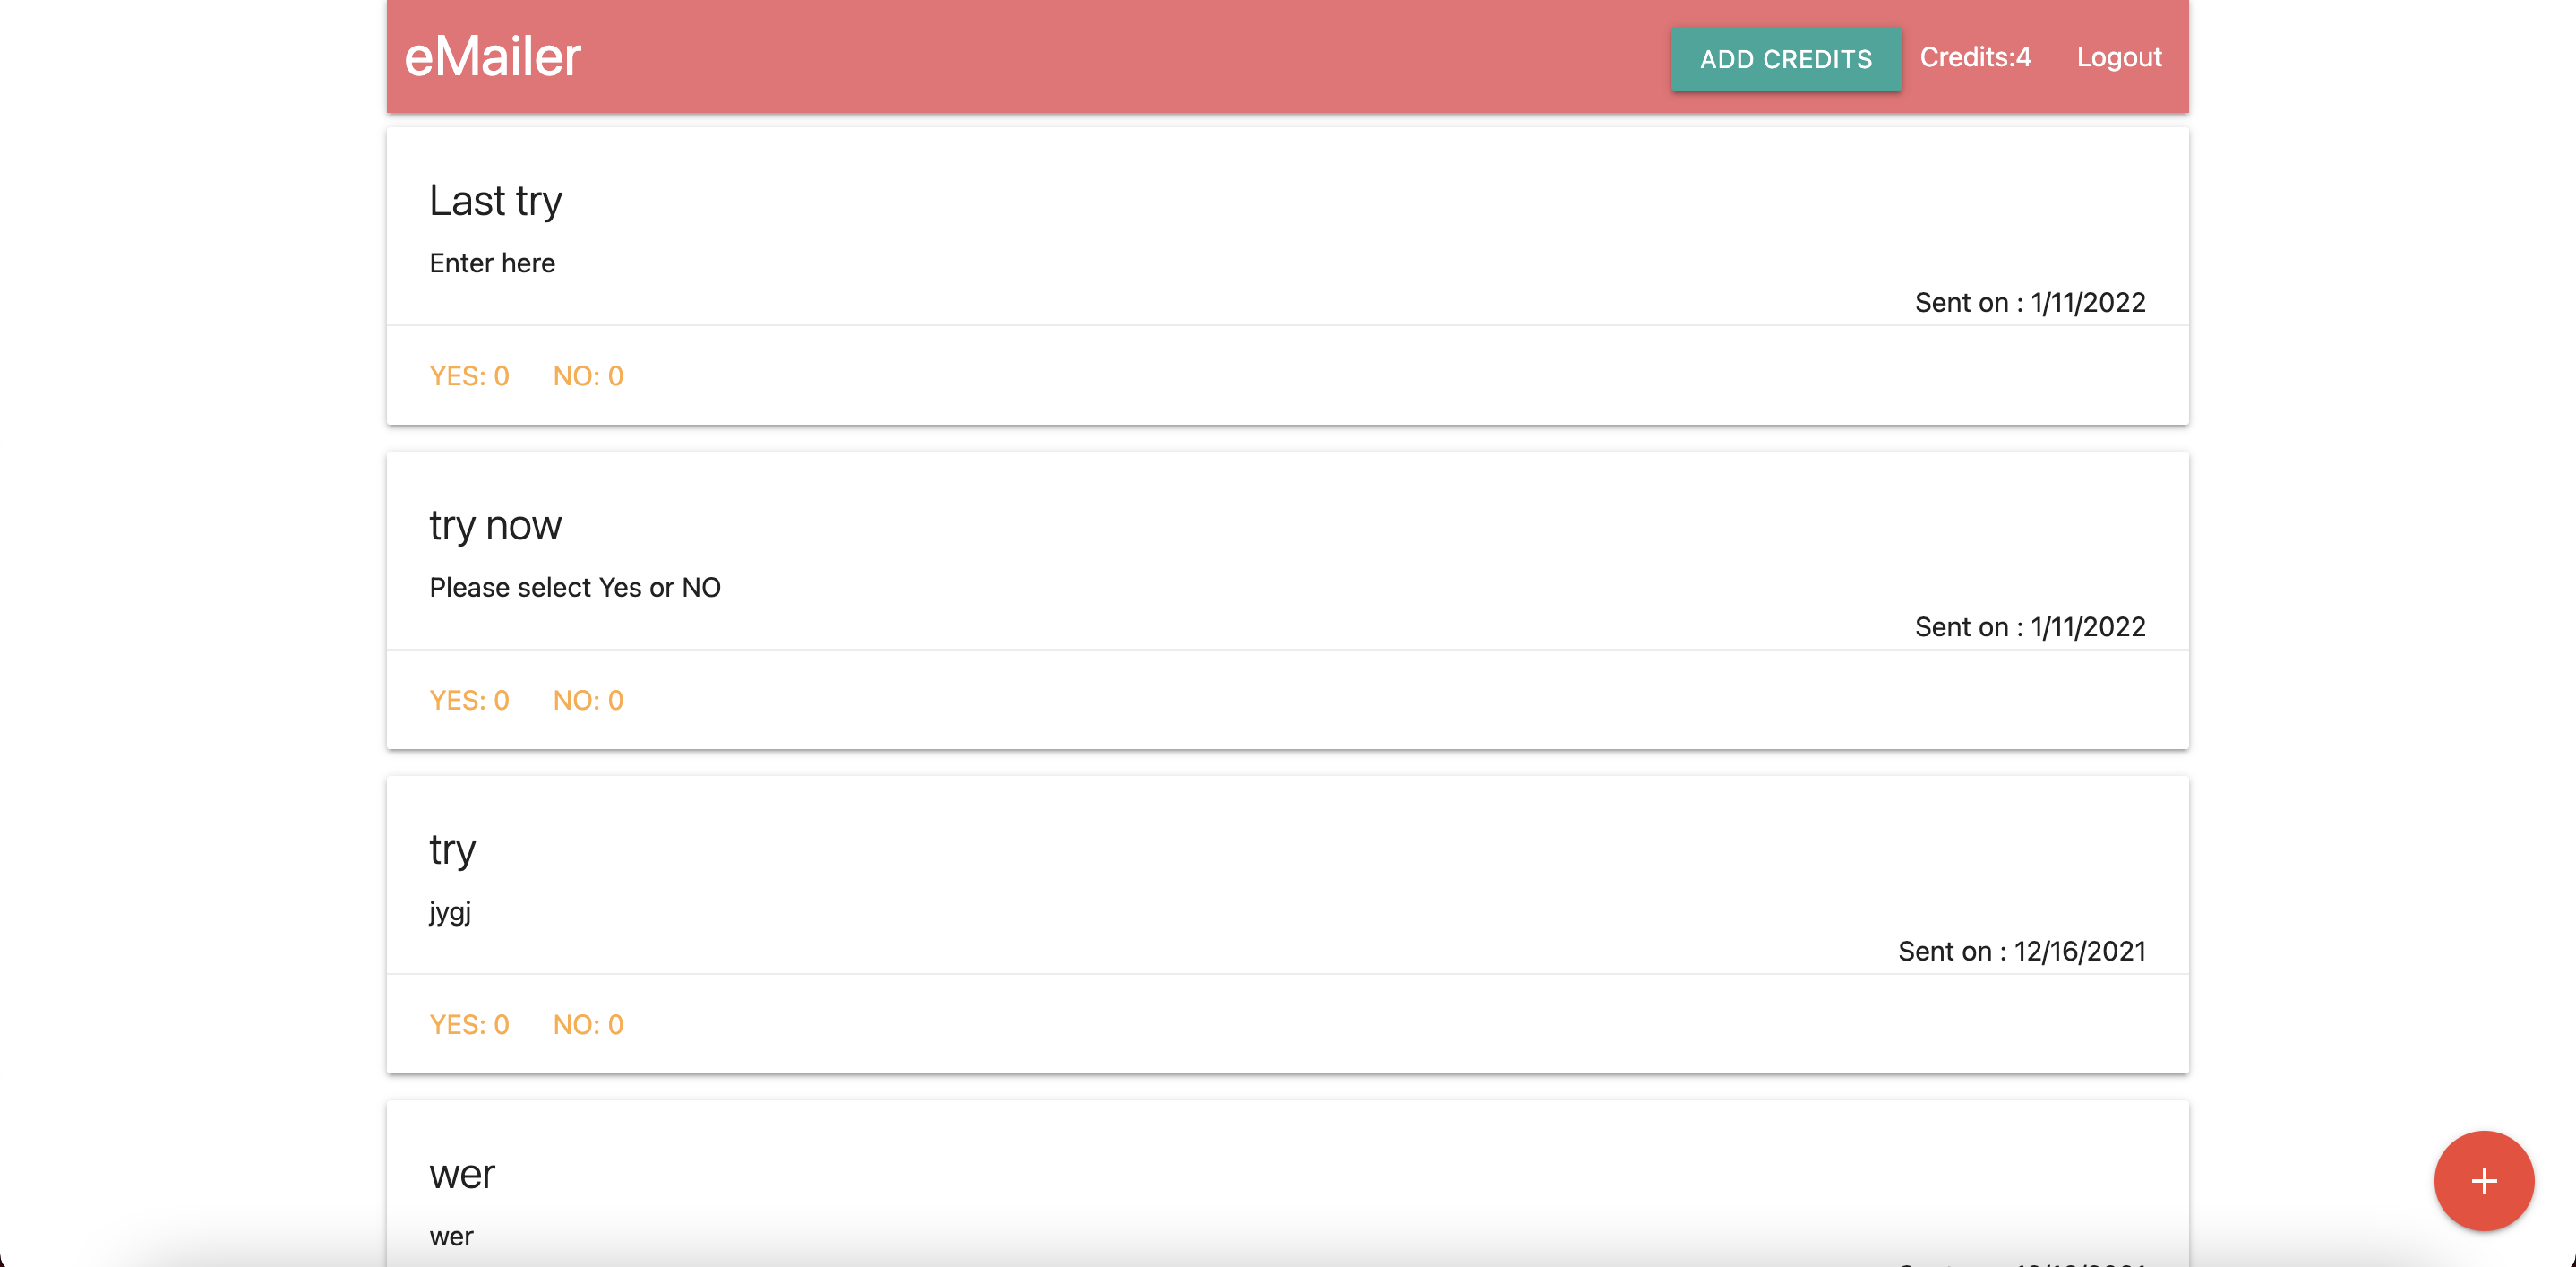 eMailer
ADD CREDITS Credits:4 Logout
Last try
Enter here
Sent on : 1/11/2022
YES: 0 NO: 0
try now
Please select Yes or NO
Sent on : 1/11/2022
YES: 0 NO: 0
try
jygj
Sent on : 12/16/2021
YES: 0 NO: 0
wer
wer
+